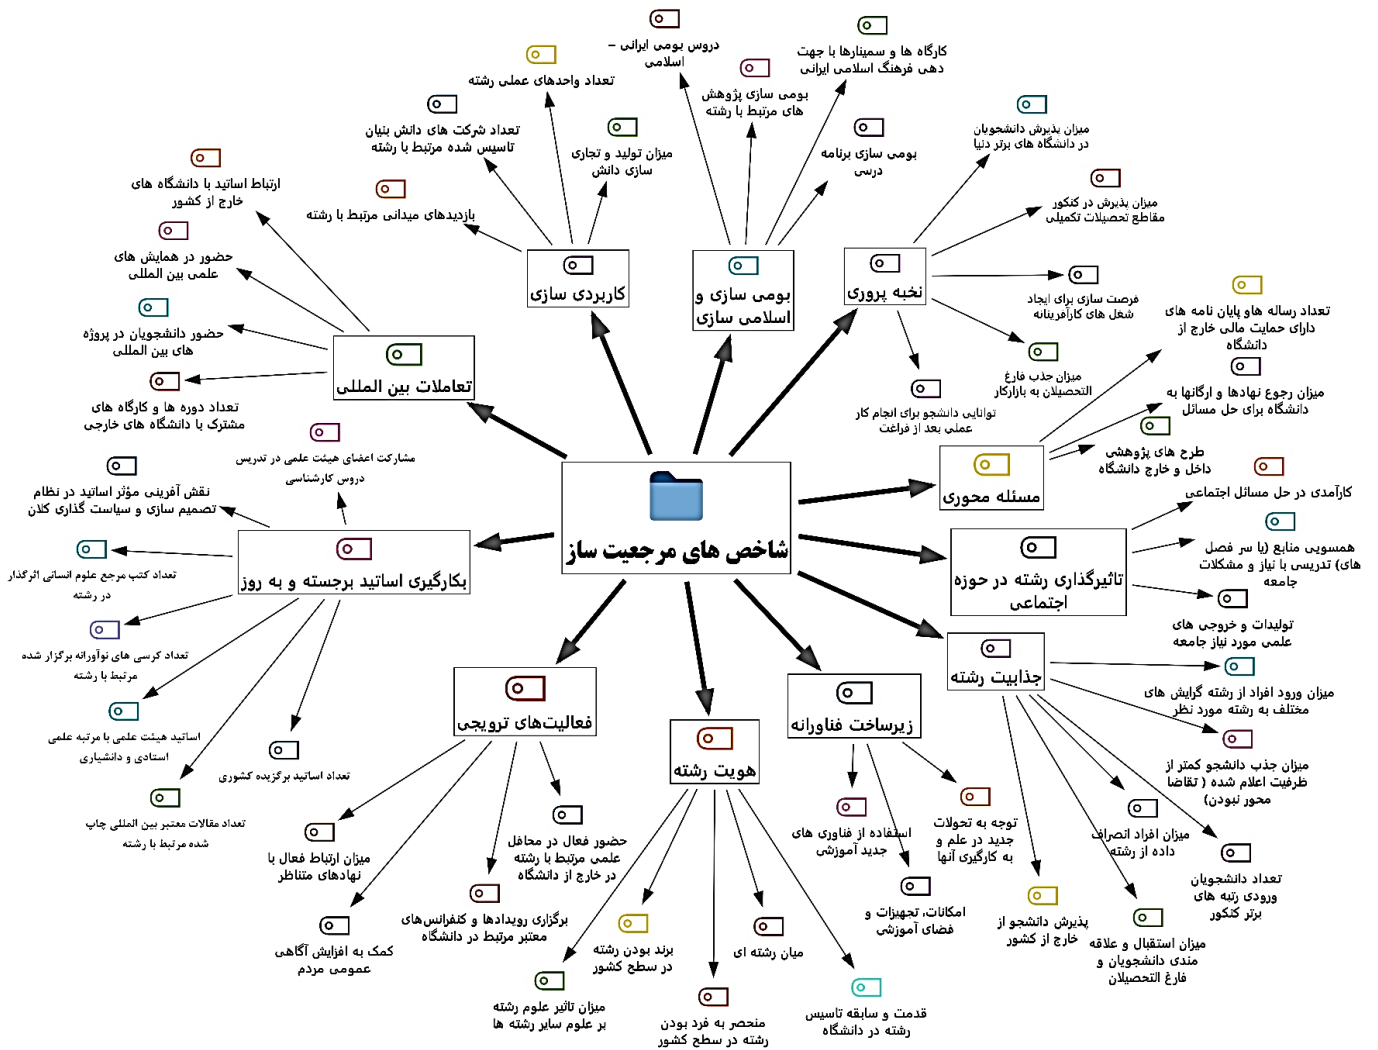 شاخص های مرجعیت ساز
نخبه پروری
میزان پذیرش دانشجویان
در دانشگاه های برتر دنیا
میزان پذیرش در کنکور
مقاطع تحصیلات تکمیلی
فرصت سازی برای ایجاد
شغل های کارآفرینانه
میزان جذب فارغ
التحصیلان به بازارکار
توانایی دانشجو برای انجام کار
عملی بعد از فراغت
بومی سازی و
اسلامی سازی
کارگاه ها و سمینارها با جهت
دهی فرهنگ اسلامی ایرانی
بومی سازی برنامه
درسی
بومی سازی پژوهش
های مرتبط با رشته
دروس بومی ایرانی –
اسلامی
کاربردی سازی
تعداد واحدهای عملی رشته
میزان تولید و تجاری
سازی دانش
تعداد شرکت های دانش بنیان
تاسیس شده مرتبط با رشته
بازدیدهای میدانی مرتبط با رشته
تعاملات بین المللی
ارتباط اساتید با دانشگاه های
خارج از کشور
حضور در همایش های
علمی بین المللی
حضور دانشجویان در پروژه
های بین المللی
تعداد دوره ها و کارگاه های
مشترک با دانشگاه های خارجی
مسئله محوری
تعداد رساله هاو پایان نامه های
دارای حمایت مالی خارج از
دانشگاه
میزان رجوع نهادها و ارگانها به
دانشگاه برای حل مسائل
طرح های پژوهشی
داخل و خارج دانشگاه
تاثیرگذاری رشته در حوزه
اجتماعی
کارآمدی در حل مسائل اجتماعی
همسویی منابع (یا سر فصل
های) تدریسی با نیاز و مشکلات
جامعه
تولیدات و خروجی های
علمی مورد نیاز جامعه
جذابیت رشته
میزان ورود افراد از رشته گرایش های
مختلف به رشته مورد نظر
میزان جذب دانشجو کمتر از
ظرفیت اعلام شده ( تقاضا
محور نبودن)
میزان افراد انصراف
داده از رشته
تعداد دانشجویان
ورودی رتبه های
برتر کنکور
پذیرش دانشجو از
خارج از کشور
میزان استقبال و علاقه
مندی دانشجویان و
فارغ التحصیلان
زیرساخت فناورانه
استفاده از فناوری های
جدید آموزشی
توجه به تحولات
جدید در علم و
به کارگیری آنها
امکانات، تجهیزات و
فضای آموزشی
هویت رشته
میان رشته ای
برند بودن رشته
در سطح کشور
میزان تاثیر علوم رشته
بر علوم سایر رشته ها
منحصر به فرد بودن
رشته در سطح کشور
قدمت و سابقه تاسیس
رشته در دانشگاه
فعالیت‌های ترویجی
حضور فعال در محافل
علمی مرتبط با رشته
در خارج از دانشگاه
میزان ارتباط فعال با
نهادهای متناظر
برگزاری رویدادها و کنفرانس‌های
معتبر مرتبط در دانشگاه
کمک به افزایش آگاهی
عمومی مردم
بکارگیری اساتید برجسته و به روز
مشارکت اعضای هیئت علمی در تدریس
دروس کارشناسی
نقش آفرینی مؤثر اساتید در نظام
تصمیم سازی و سیاست گذاری کلان
تعداد کتب مرجع علوم انسانی اثرگذار
در رشته
تعداد کرسی های نوآورانه برگزار شده
مرتبط با رشته
اساتید هیئت علمی با مرتبه علمی
استادی و دانشیاری
تعداد اساتید برگزیده کشوری
تعداد مقالات معتبر بین المللی چاپ
شده مرتبط با رشته